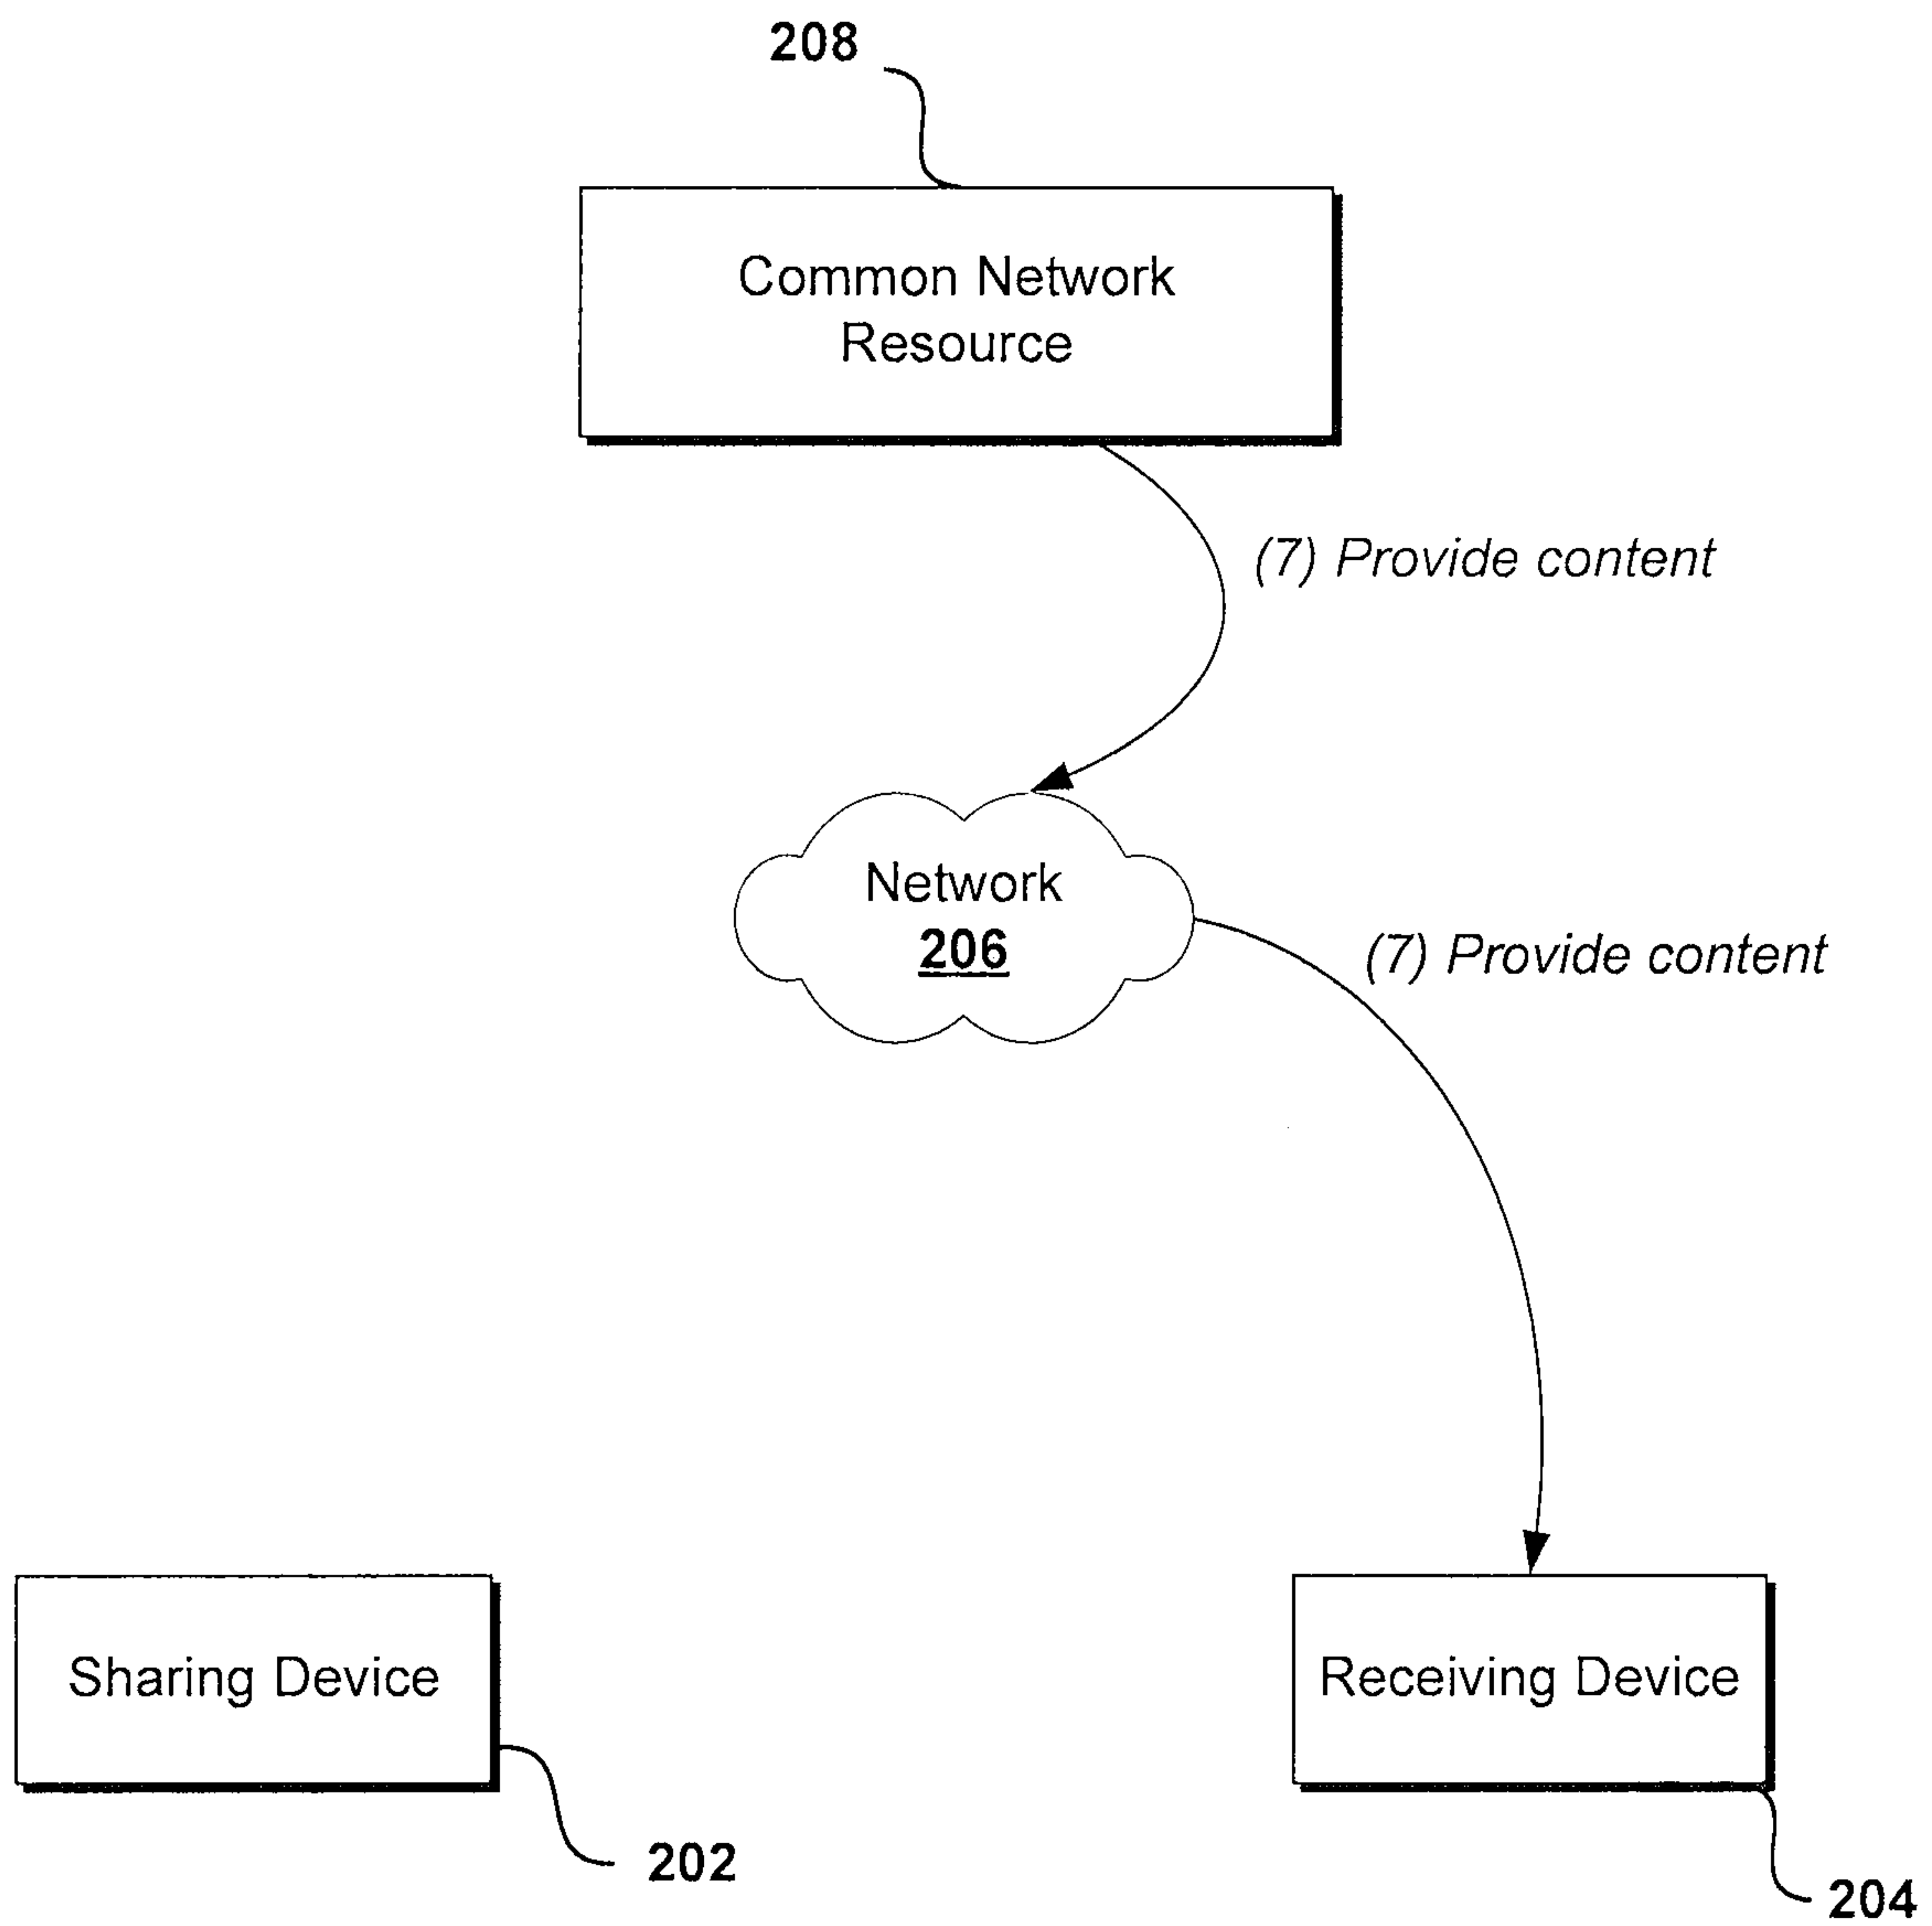 208
Common Network
Resource
(7) Provide content
Network
206
(7) Provide content
Sharing Device
Receiving Device
202
204